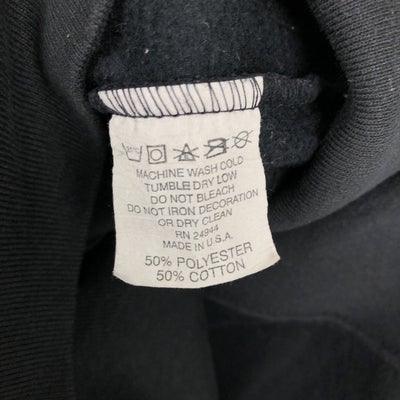 MACHINE WASH COLD
TUMBLE DRY LOW
DO NOT BLEACH
DO NOT IRON DECORATION
OR DRY CLEAN
RN 24944
MADE IN U.S.A.
50% POLYESTER
50% COTTON